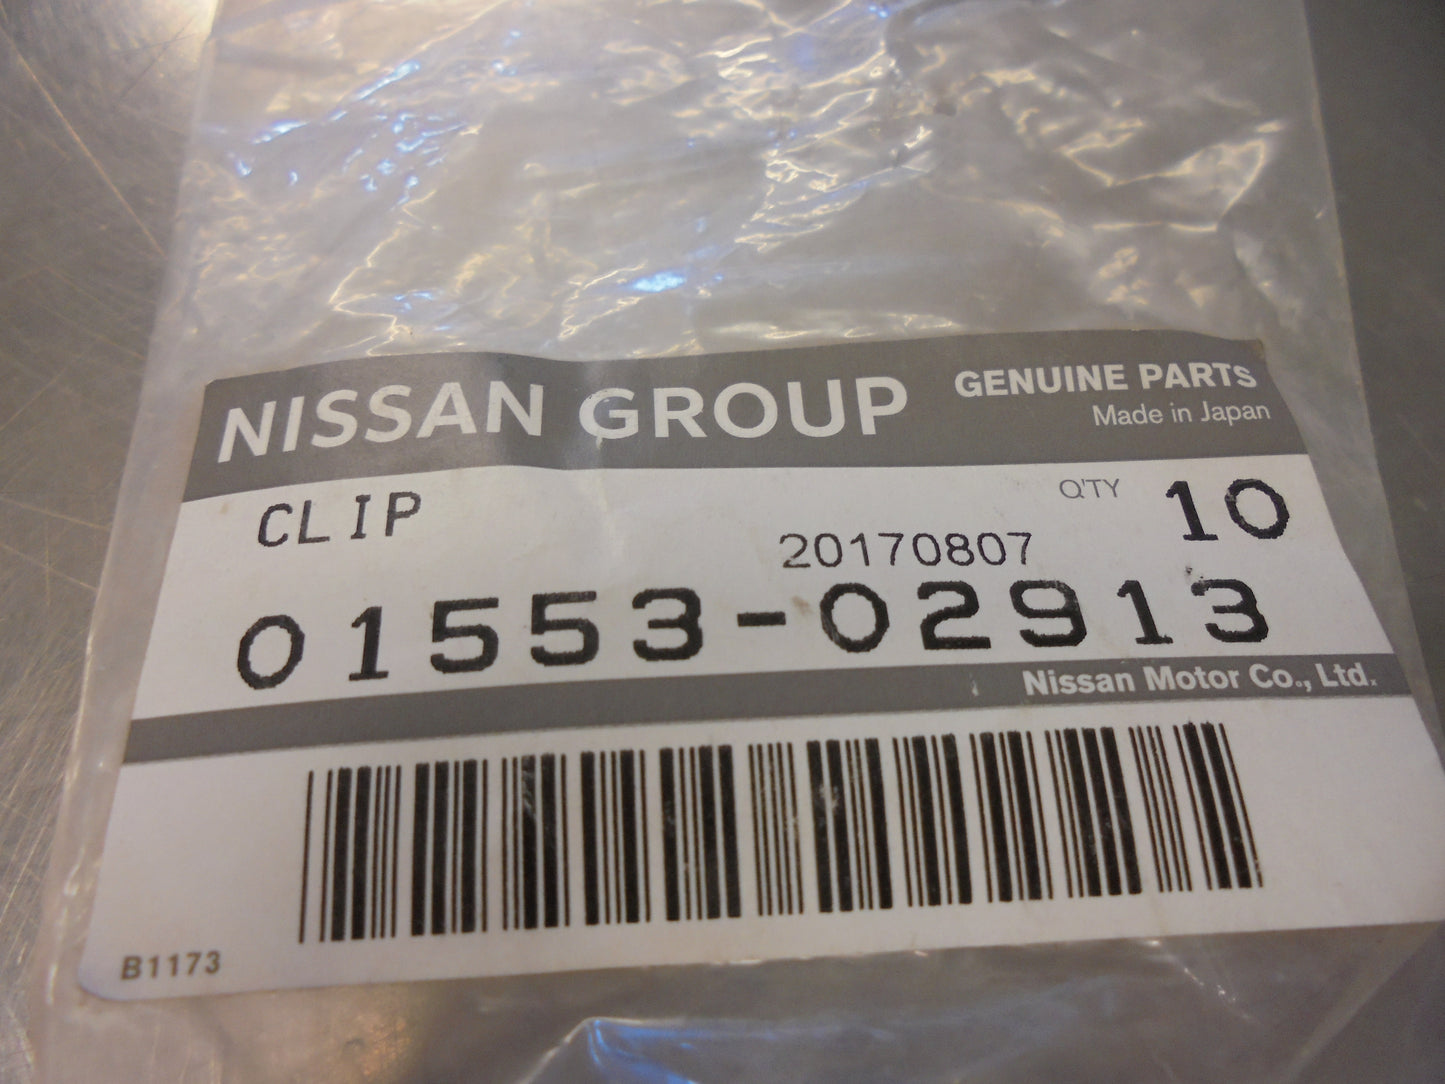 NISSAN GROUP
GENUINE PARTS
Made in Japan
CLIP
Q'TY 10
20170807
01553-02913
Nissan Motor Co., Ltd.
B1173